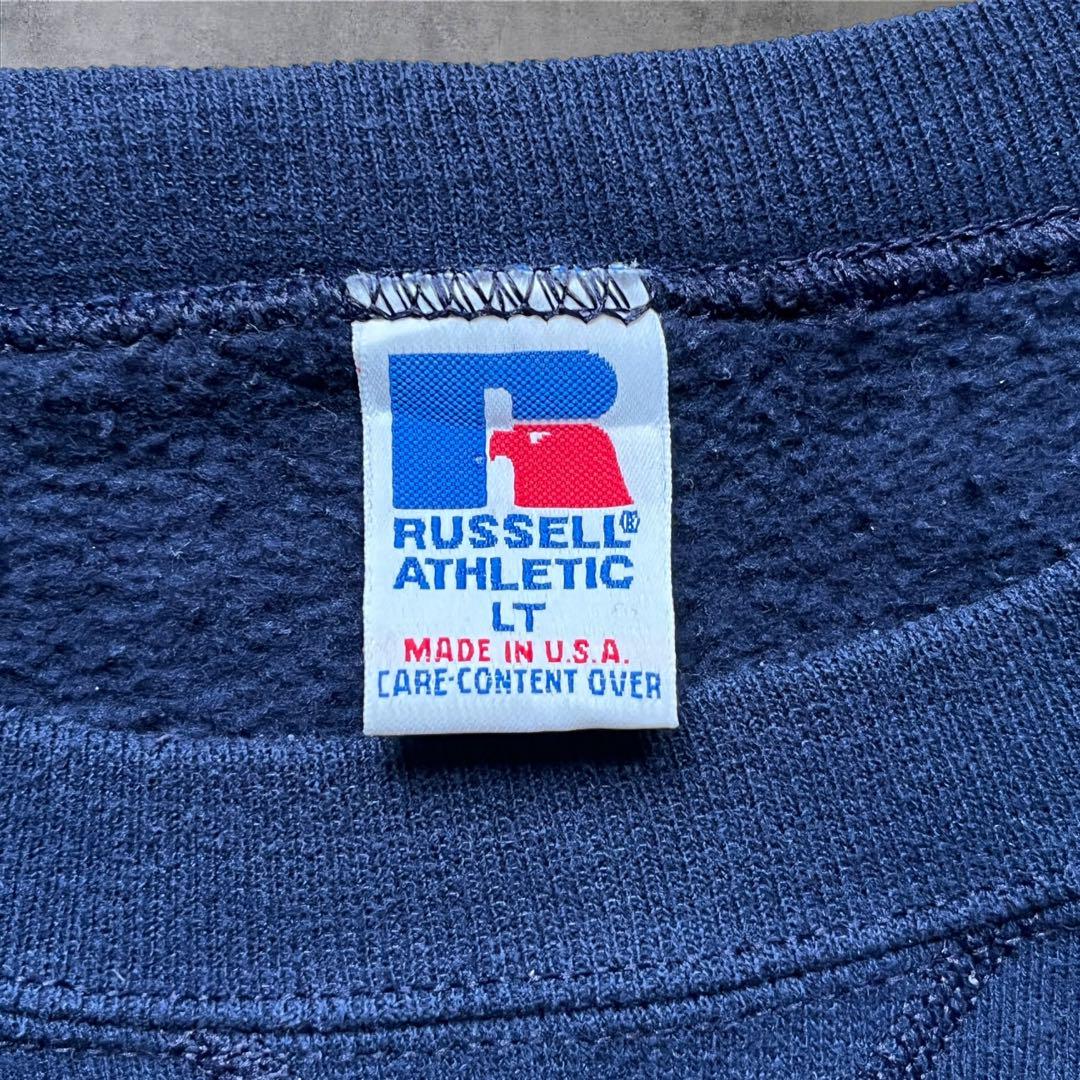 RUSSELL®
ATHLETIC
LT
MADE IN U.S.A.
CARE-CONTENT OVER